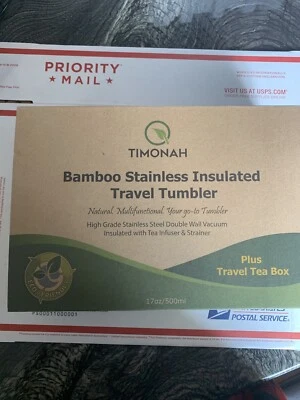 PRIORITY
★ MAIL ★
VISIT US AT USPS.COM
TIMONAH
Bamboo Stainless Insulated
Travel Tumbler
Natural. Multifunctional. Your go-to Tumbler
High Grade Stainless Steel Double Wall Vacuum
Insulated with Tea Infuser & Strainer
Plus
Travel Tea Box
ECO FRIENDLY
17oz/500ml
POSTAL SERVICE